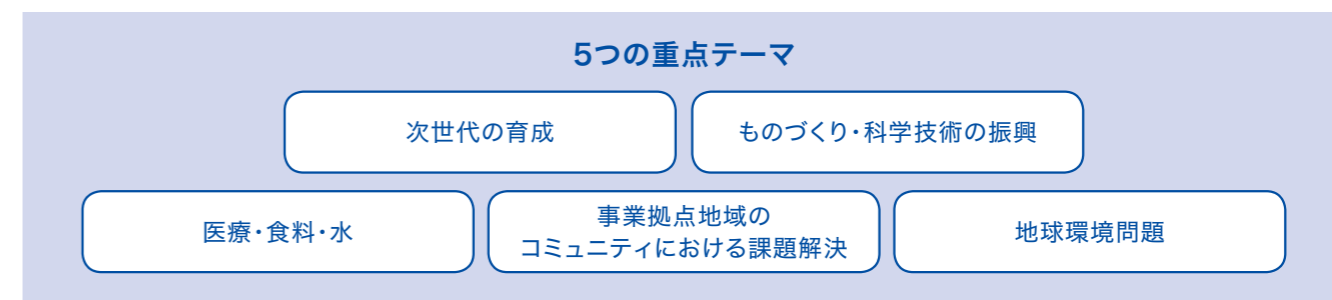 5つの重点テーマ
次世代の育成
ものづくり・科学技術の振興
医療・食料・水
事業拠点地域の
コミュニティにおける課題解決
地球環境問題